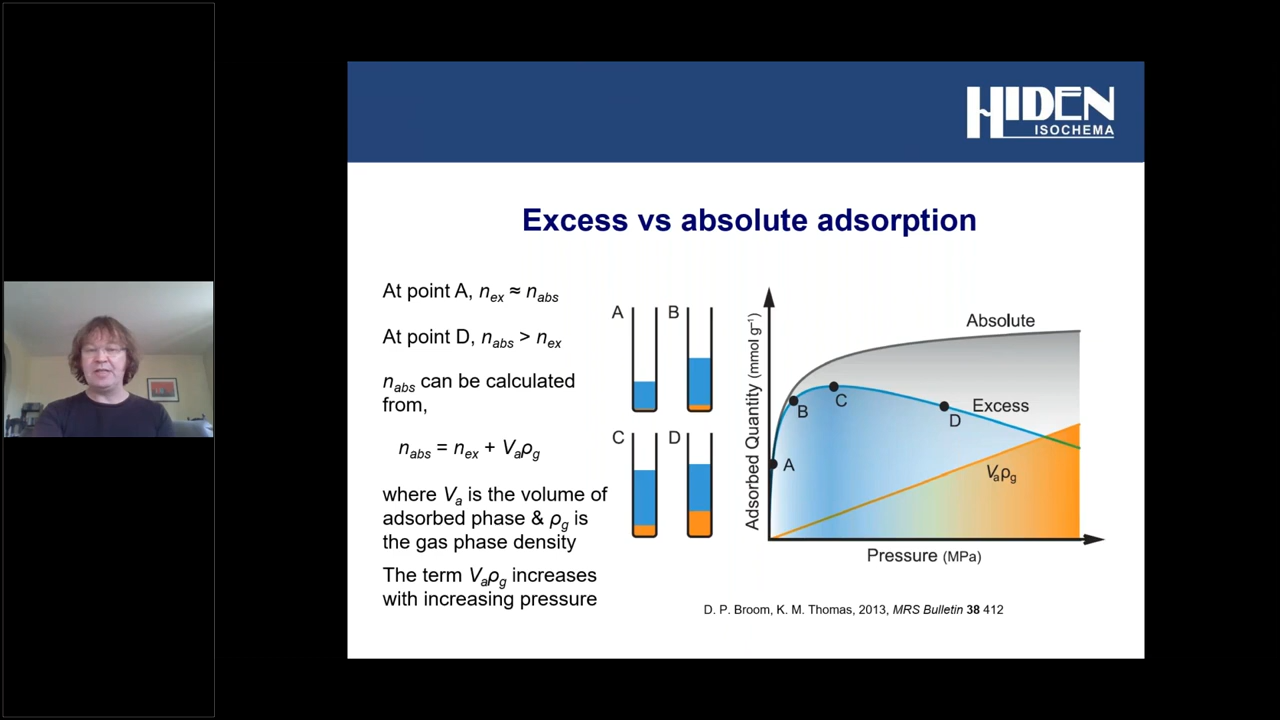 HIDEN
ISOCHEMA
Excess vs absolute adsorption
At point A, nex ≈ nabs
At point D, nabs > nex
nabs can be calculated
from,
nabs = nex + Vaρg
where Va is the volume of
adsorbed phase & ρg is
the gas phase density
The term Vaρg increases
with increasing pressure
A
B
C
D
Adsorbed Quantity (mmol g⁻¹)
Absolute
Excess
A
B
C
D
Vaρg
Pressure (MPa)
D. P. Broom, K. M. Thomas, 2013, MRS Bulletin 38 412